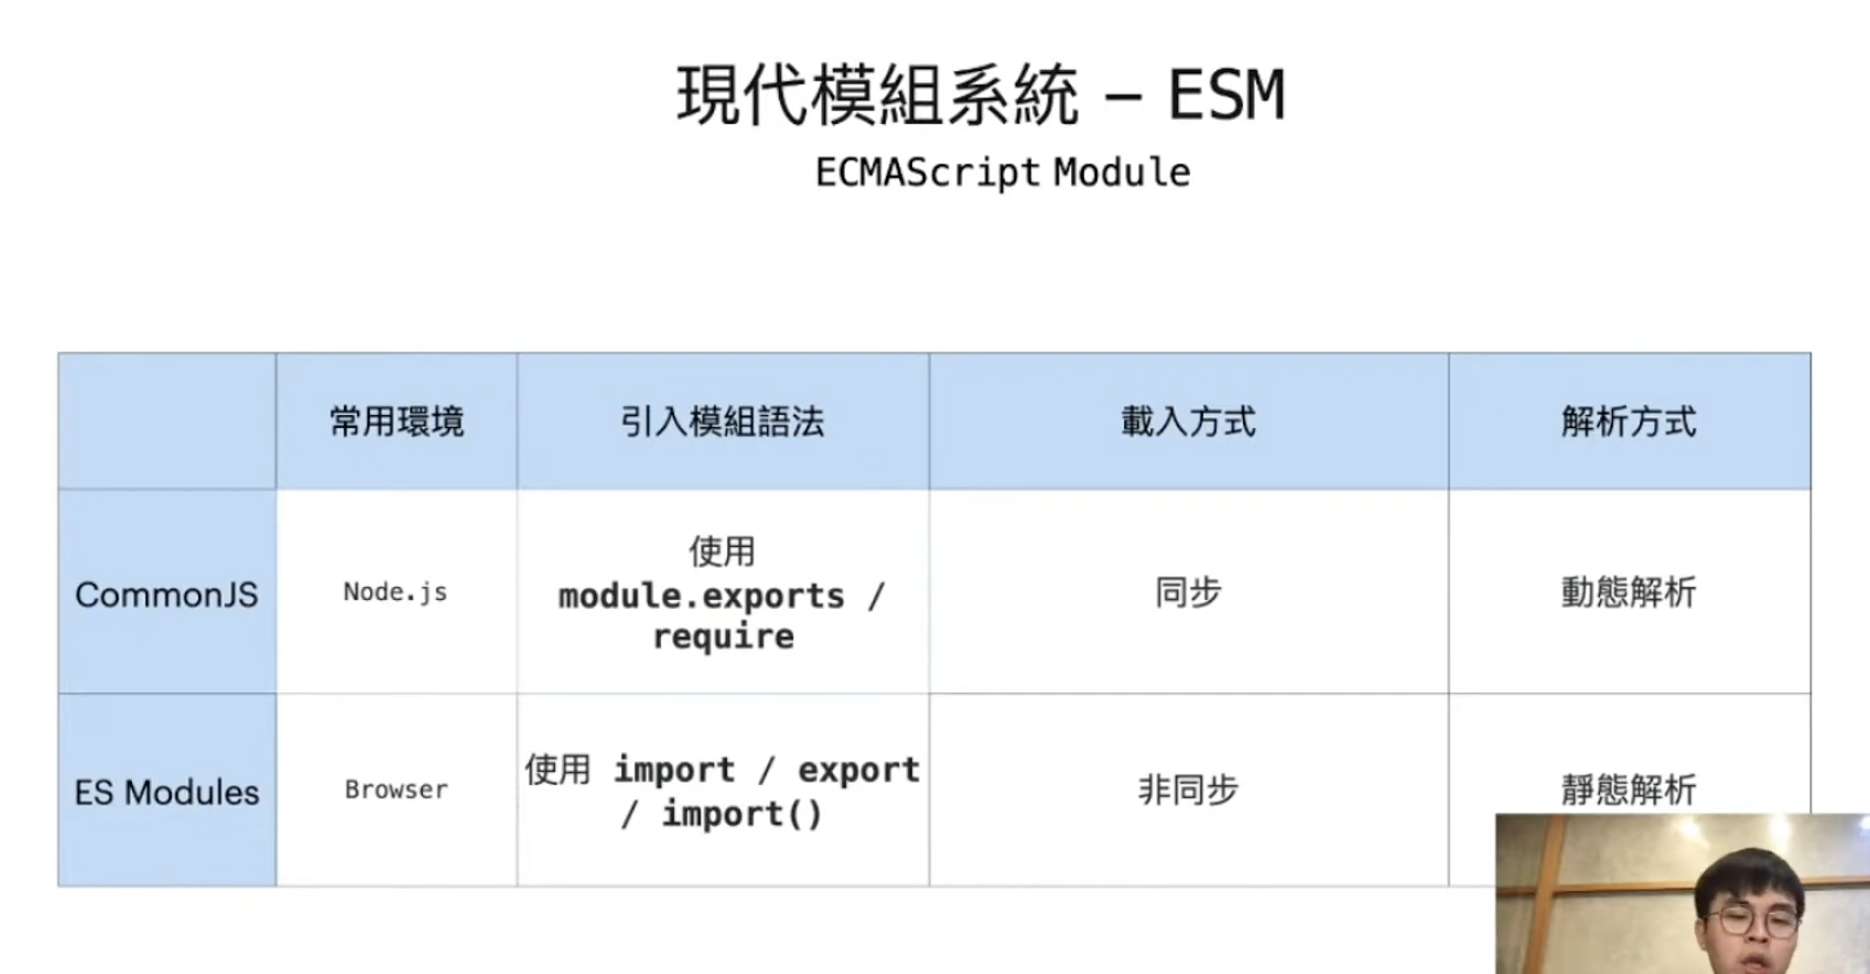 現代模組系統 – ESM
ECMAScript Module
常用環境
引入模組語法
載入方式
解析方式
CommonJS
Node.js
使用
module.exports /
require
同步
動態解析
ES Modules
Browser
使用 import / export
/ import()
非同步
靜態解析